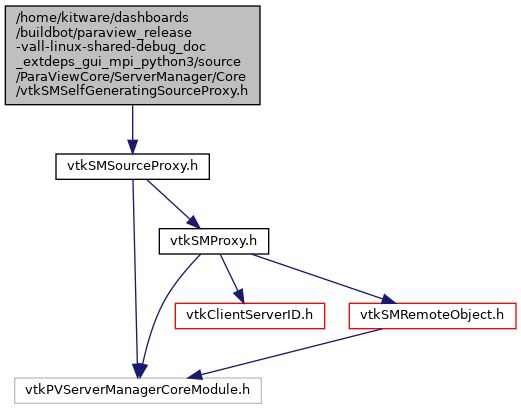 /home/kitware/dashboards
/buildbot/paraview_release
-vall-linux-shared-debug_doc
_extdeps_gui_mpi_python3/source
/ParaViewCore/ServerManager/Core
/vtkSMSelfGeneratingSourceProxy.h
vtkSMSourceProxy.h
vtkSMProxy.h
vtkClientServerID.h
vtkSMRemoteObject.h
vtkPVServerManagerCoreModule.h